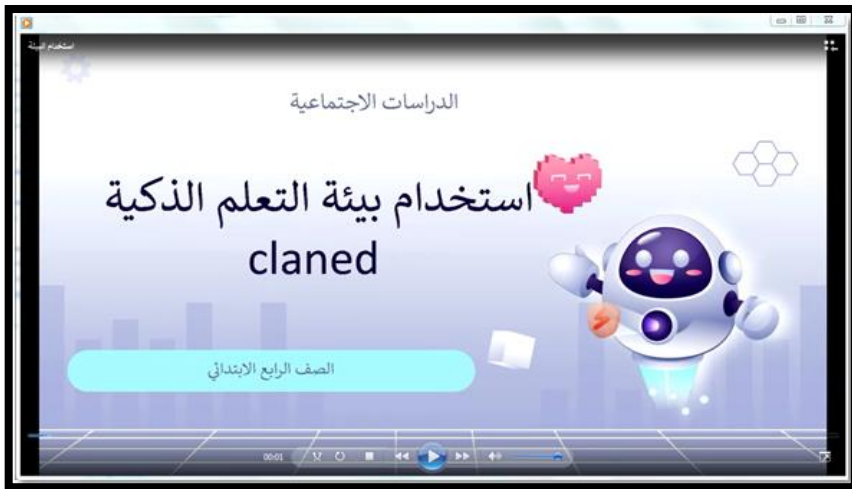 استخدام البيئة
الدراسات الاجتماعية
استخدام بيئة التعلم الذكية
claned
الصف الرابع الابتدائي
00:01